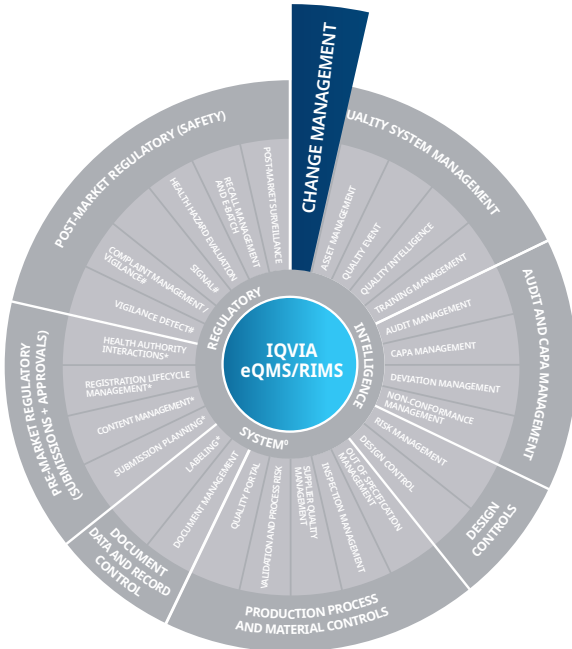 CHANGE MANAGEMENT
UALITY SYSTEM MANAGEMENT
ASSET MANAGEMENT
QUALITY EVENT
QUALITY INTELLIGENCE
TRAINING MANAGEMENT
AUDIT AND CAPA MANAGEMENT
AUDIT MANAGEMENT
CAPA MANAGEMENT
DEVIATION MANAGEMENT
NON-CONFORMANCE
MANAGEMENT
DESIGN
CONTROLS
RISK MANAGEMENT
DESIGN CONTROL
PRODUCTION PROCESS
AND MATERIAL CONTROLS
OUT OF SPECIFICATION
MANAGEMENT
INSPECTION MANAGEMENT
SUPPLIER QUALITY
MANAGEMENT
VALIDATION AND PROCESS RISK
QUALITY PORTAL
DOCUMENT
DATA AND RECORD
CONTROL
DOCUMENT MANAGEMENT
LABELING*
PRE-MARKET REGULATORY
(SUBMISSIONS + APPROVALS)
SUBMISSION PLANNING*
CONTENT MANAGEMENT*
REGISTRATION LIFECYCLE
MANAGEMENT*
HEALTH AUTHORITY
INTERACTIONS*
POST-MARKET REGULATORY (SAFETY)
VIGILANCE DETECT#
COMPLAINT MANAGEMENT /
VIGILANCE#
SIGNAL#
HEALTH HAZARD EVALUATION
RECALL MANAGEMENT
AND E-BATCH
POST-MARKET SURVEILLANCE
REGULATORY
INTELLIGENCE
SYSTEMº
IQVIA
eQMS/RIMS